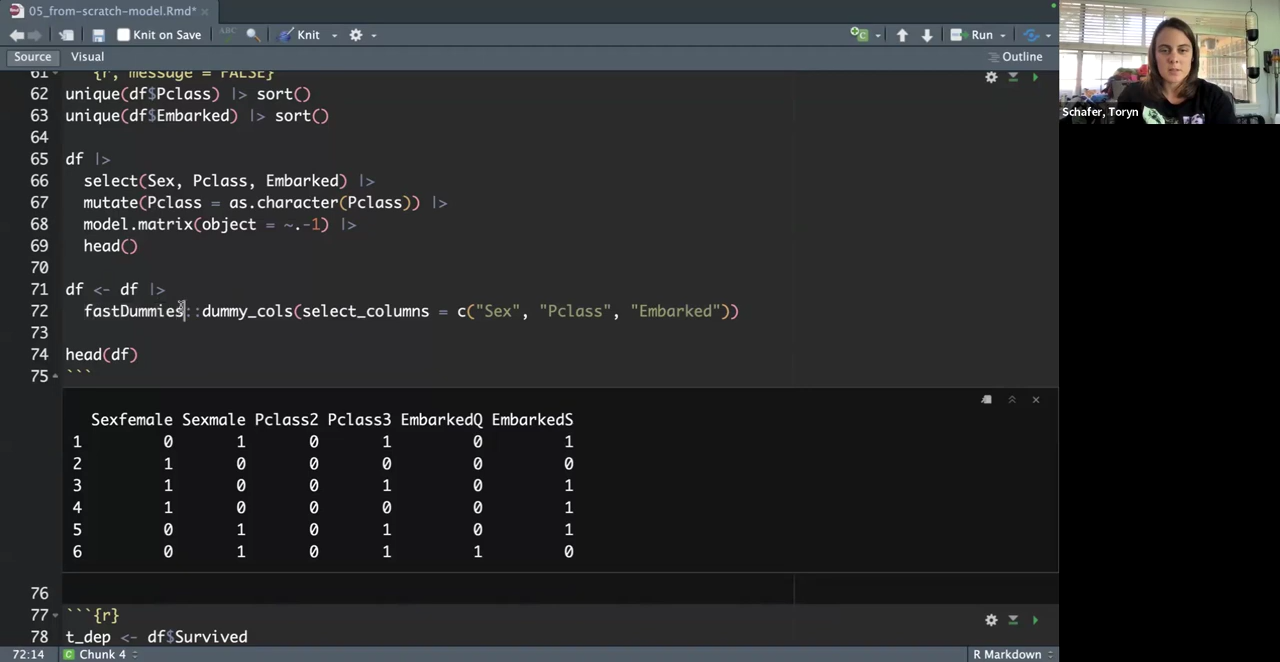 05_from-scratch-model.Rmd*
Knit on Save
ABC
Knit
Run
Source Visual
Outline
61 {r, message = FALSE}
62 unique(df$Pclass) |> sort()
63 unique(df$Embarked) |> sort()
64
65 df |>
66 select(Sex, Pclass, Embarked) |>
67 mutate(Pclass = as.character(Pclass)) |>
68 model.matrix(object = ~.-1) |>
69 head()
70
71 df <- df |>
72 fastDummies::dummy_cols(select_columns = c("Sex", "Pclass", "Embarked"))
73
74 head(df)
75 ```
Sexfemale Sexmale Pclass2 Pclass3 EmbarkedQ EmbarkedS
1 0 1 0 1 0 1
2 1 0 0 0 0 0
3 1 0 0 1 0 1
4 1 0 0 0 0 1
5 0 1 0 1 0 1
6 0 1 0 1 1 0
76
77 ```{r}
78 t_dep <- df$Survived
72:14 Chunk 4
R Markdown
Schafer, Toryn